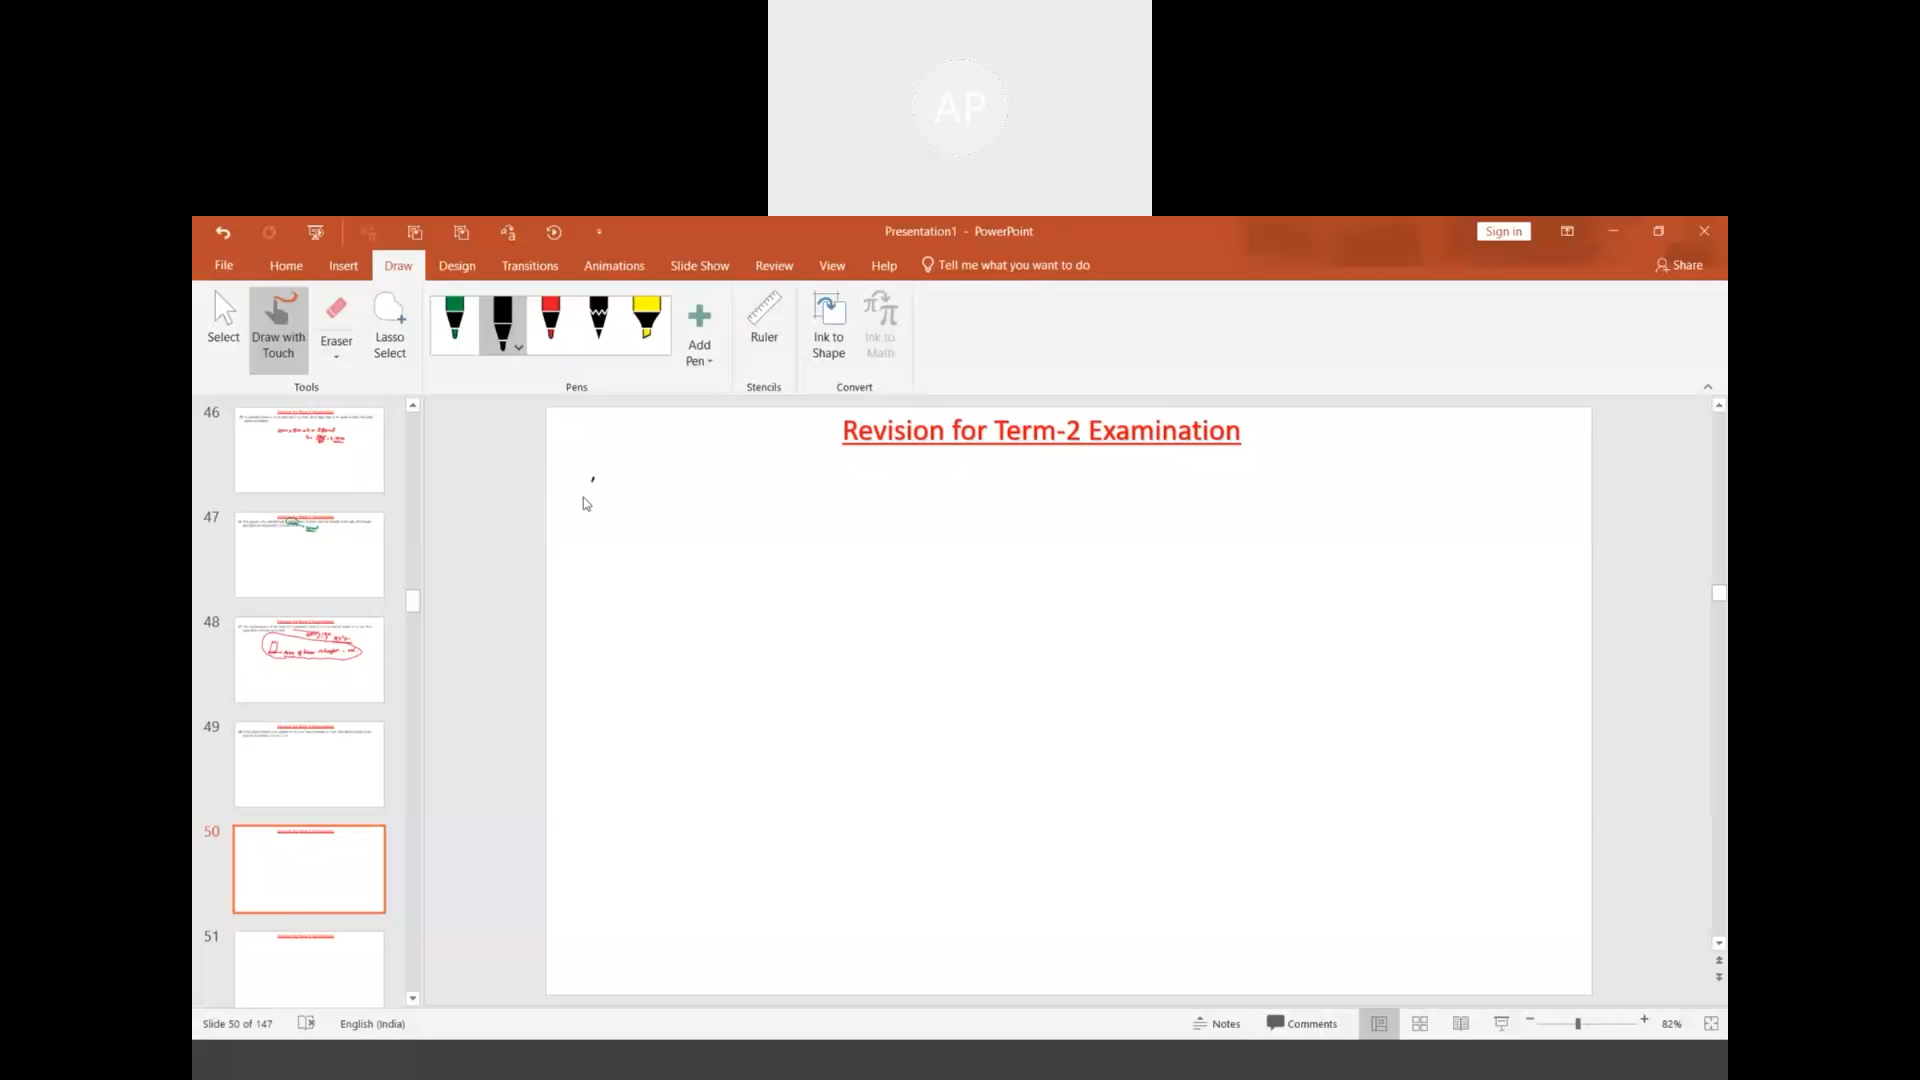 AP
Presentation1 - PowerPoint
Sign in
File Home Insert Draw Design Transitions Animations Slide Show Review View Help Tell me what you want to do Share
Select
Draw with Touch
Eraser
Lasso Select
Add Pen
Ruler
Ink to Shape
Ink to Math
Tools Pens Stencils Convert
46
47
48
49
50
51
Revision for Term-2 Examination
Slide 50 of 147 English (India) Notes Comments 82%